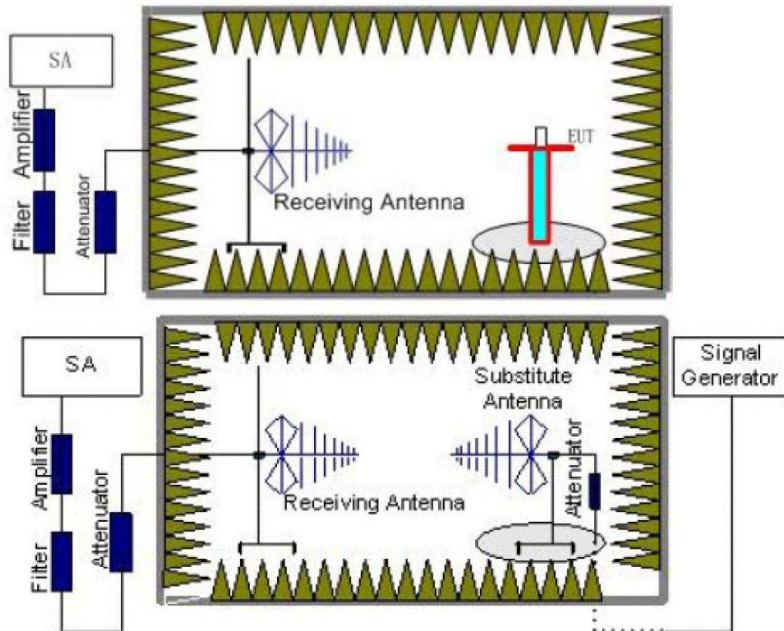 SA
Amplifier
Filter
Attenuator
Receiving Antenna
EUT
SA
Amplifier
Filter
Attenuator
Receiving Antenna
Substitute
Antenna
Attenuator
Signal
Generator